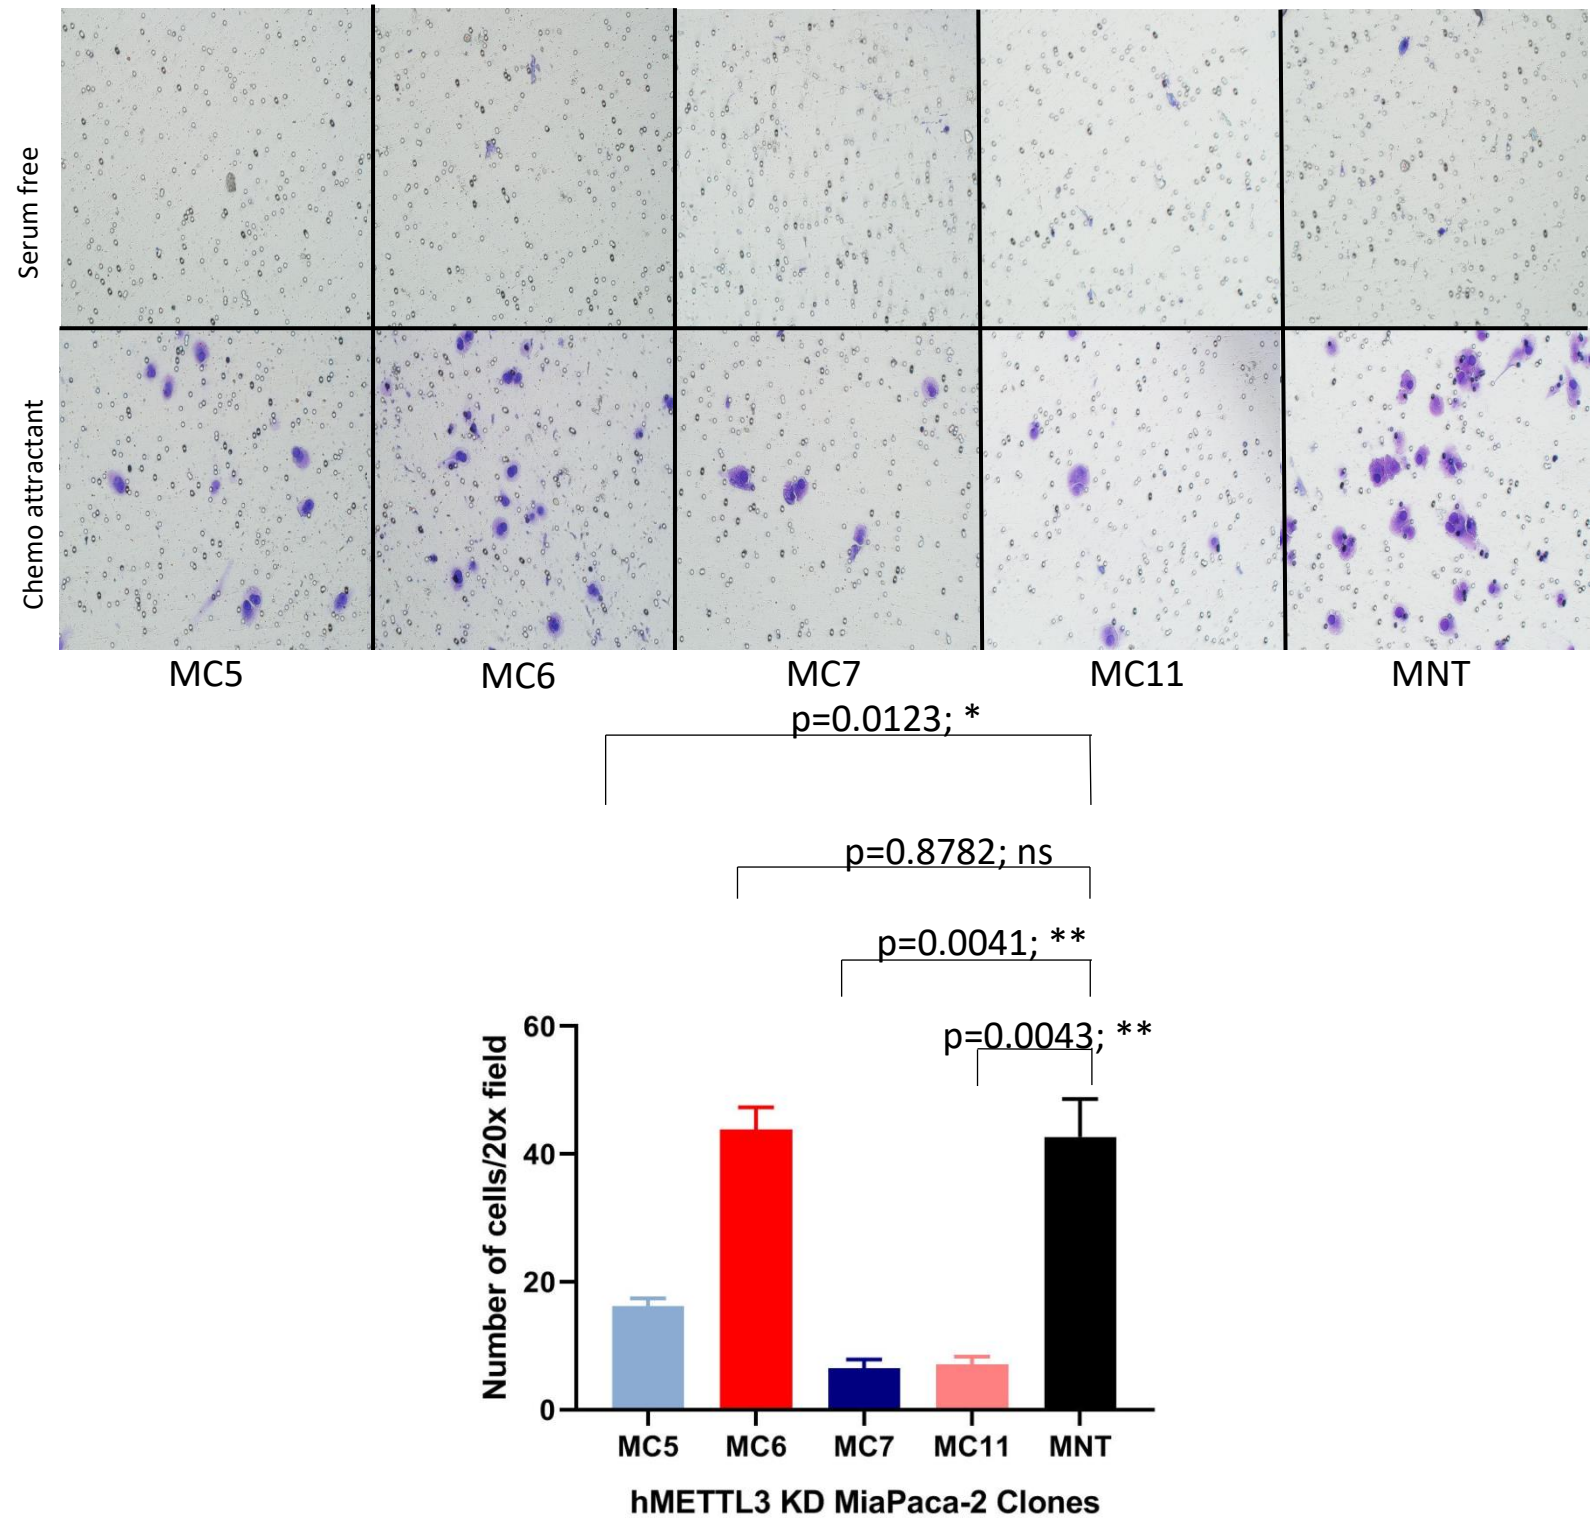 Serum free
Chemo attractant
MC5 MC6 MC7 MC11 MNT
p=0.0123; *
p=0.8782; ns
p=0.0041; **
p=0.0043; **
Number of cells/20x field
60
40
20
0
MC5 MC6 MC7 MC11 MNT
hMETTL3 KD MiaPaca-2 Clones